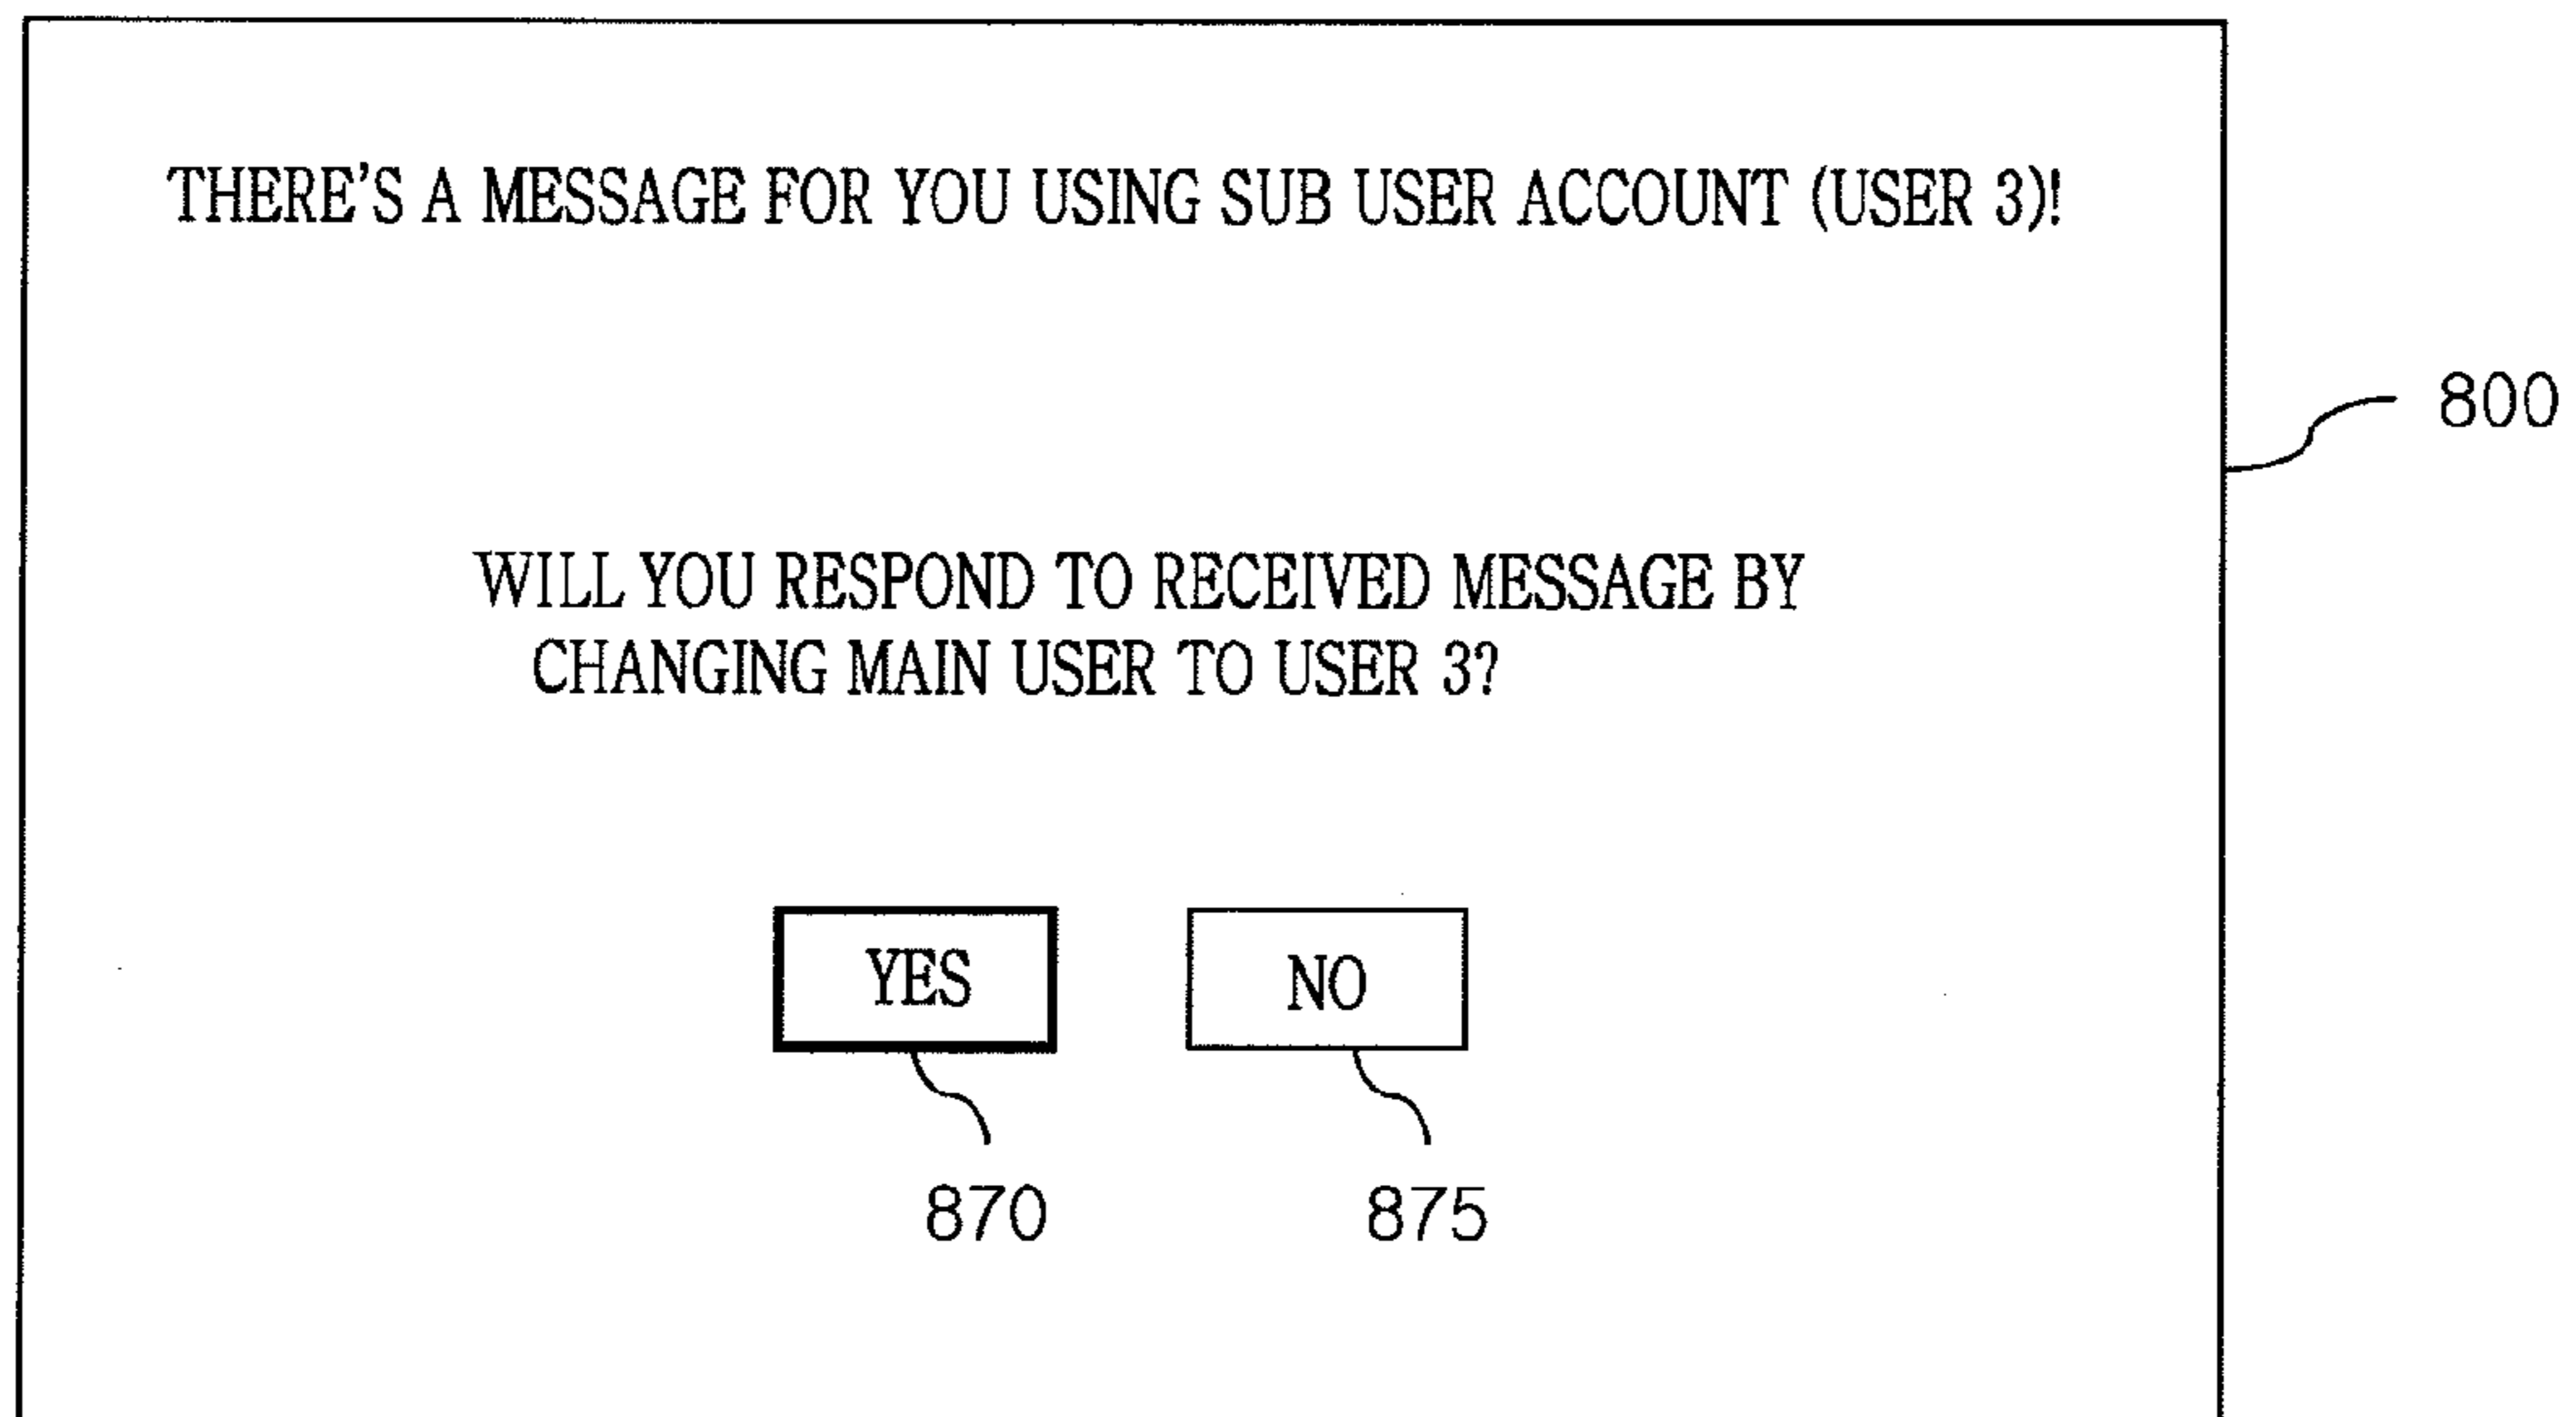 THERE'S A MESSAGE FOR YOU USING SUB USER ACCOUNT (USER 3)!
800
WILL YOU RESPOND TO RECEIVED MESSAGE BY
CHANGING MAIN USER TO USER 3?
YES NO
870 875